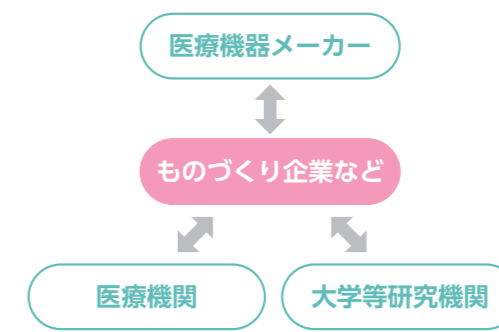 医療機器メーカー
ものづくり企業など
医療機関
大学等研究機関